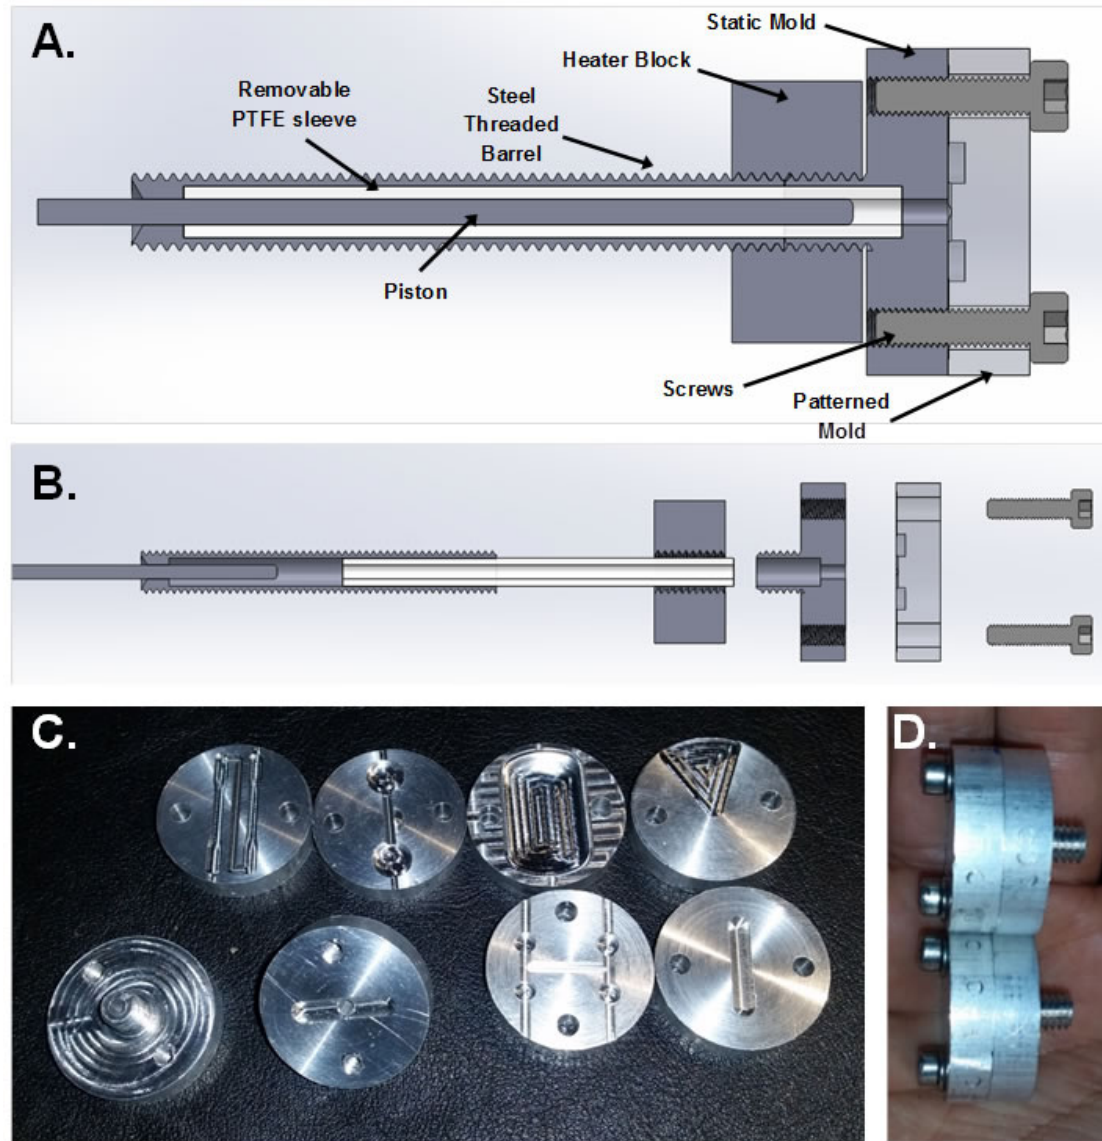 A.
Static Mold
Heater Block
Removable
PTFE sleeve
Steel
Threaded
Barrel
Piston
Screws
Patterned
Mold
B.
C.
D.